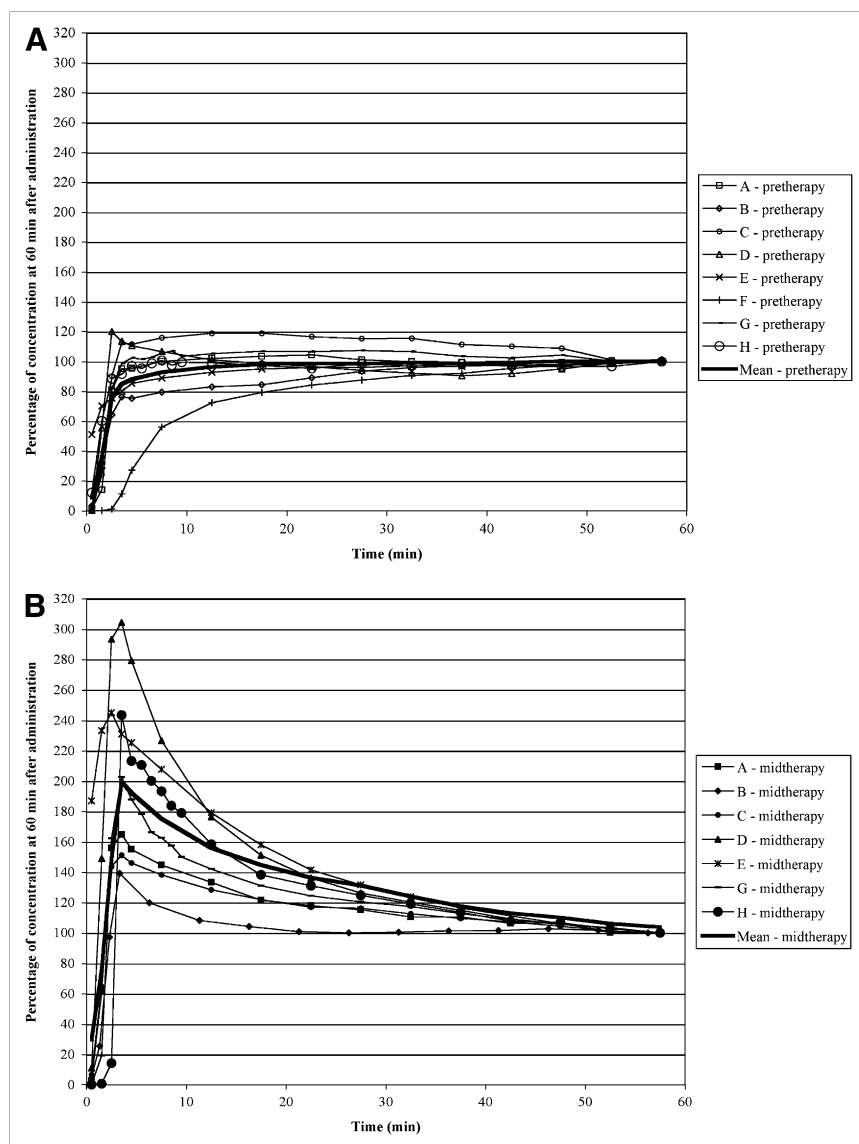 A
320
300
280
260
240
220
200
180
160
140
120
100
80
60
40
20
0
Percentage of concentration at 60 min after administration
0 10 20 30 40 50 60
Time (min)
A - pretherapy
B - pretherapy
C - pretherapy
D - pretherapy
E - pretherapy
F - pretherapy
G - pretherapy
H - pretherapy
Mean - pretherapy
B
320
300
280
260
240
220
200
180
160
140
120
100
80
60
40
20
0
Percentage of concentration at 60 min after administration
0 10 20 30 40 50 60
Time (min)
A - midtherapy
B - midtherapy
C - midtherapy
D - midtherapy
E - midtherapy
G - midtherapy
H - midtherapy
Mean - midtherapy